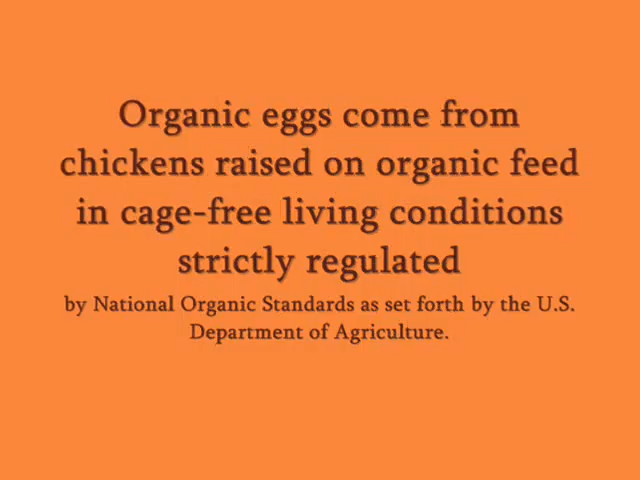 Organic eggs come from
chickens raised on organic feed
in cage-free living conditions
strictly regulated
by National Organic Standards as set forth by the U.S.
Department of Agriculture.